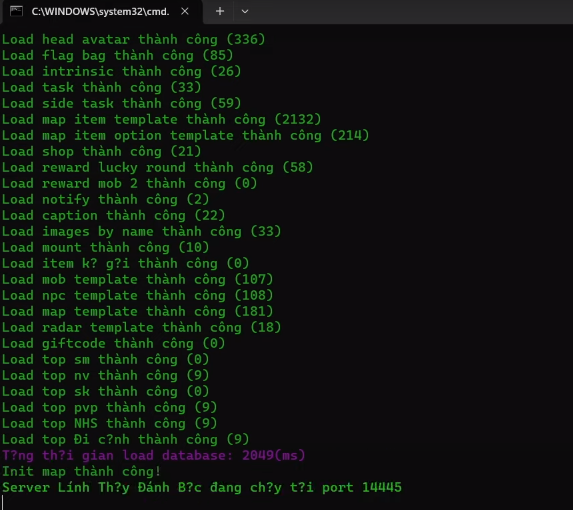 C:\WINDOWS\system32\cmd.
Load head avatar thành công (336)
Load flag bag thành công (85)
Load intrinsic thành công (26)
Load task thành công (33)
Load side task thành công (59)
Load map item template thành công (2132)
Load map item option template thành công (214)
Load shop thành công (21)
Load reward lucky round thành công (58)
Load reward mob 2 thành công (0)
Load notify thành công (2)
Load caption thành công (22)
Load images by name thành công (33)
Load mount thành công (10)
Load item k? g?i thành công (0)
Load mob template thành công (107)
Load npc template thành công (108)
Load map template thành công (181)
Load radar template thành công (18)
Load giftcode thành công (0)
Load top sm thành công (0)
Load top nv thành công (9)
Load top sk thành công (0)
Load top pvp thành công (9)
Load top NHS thành công (9)
Load top Đi c?nh thành công (9)
T?ng th?i gian load database: 2049(ms)
Init map thành công!
Server Lính Th?y Đánh B?c đang ch?y t?i port 14445